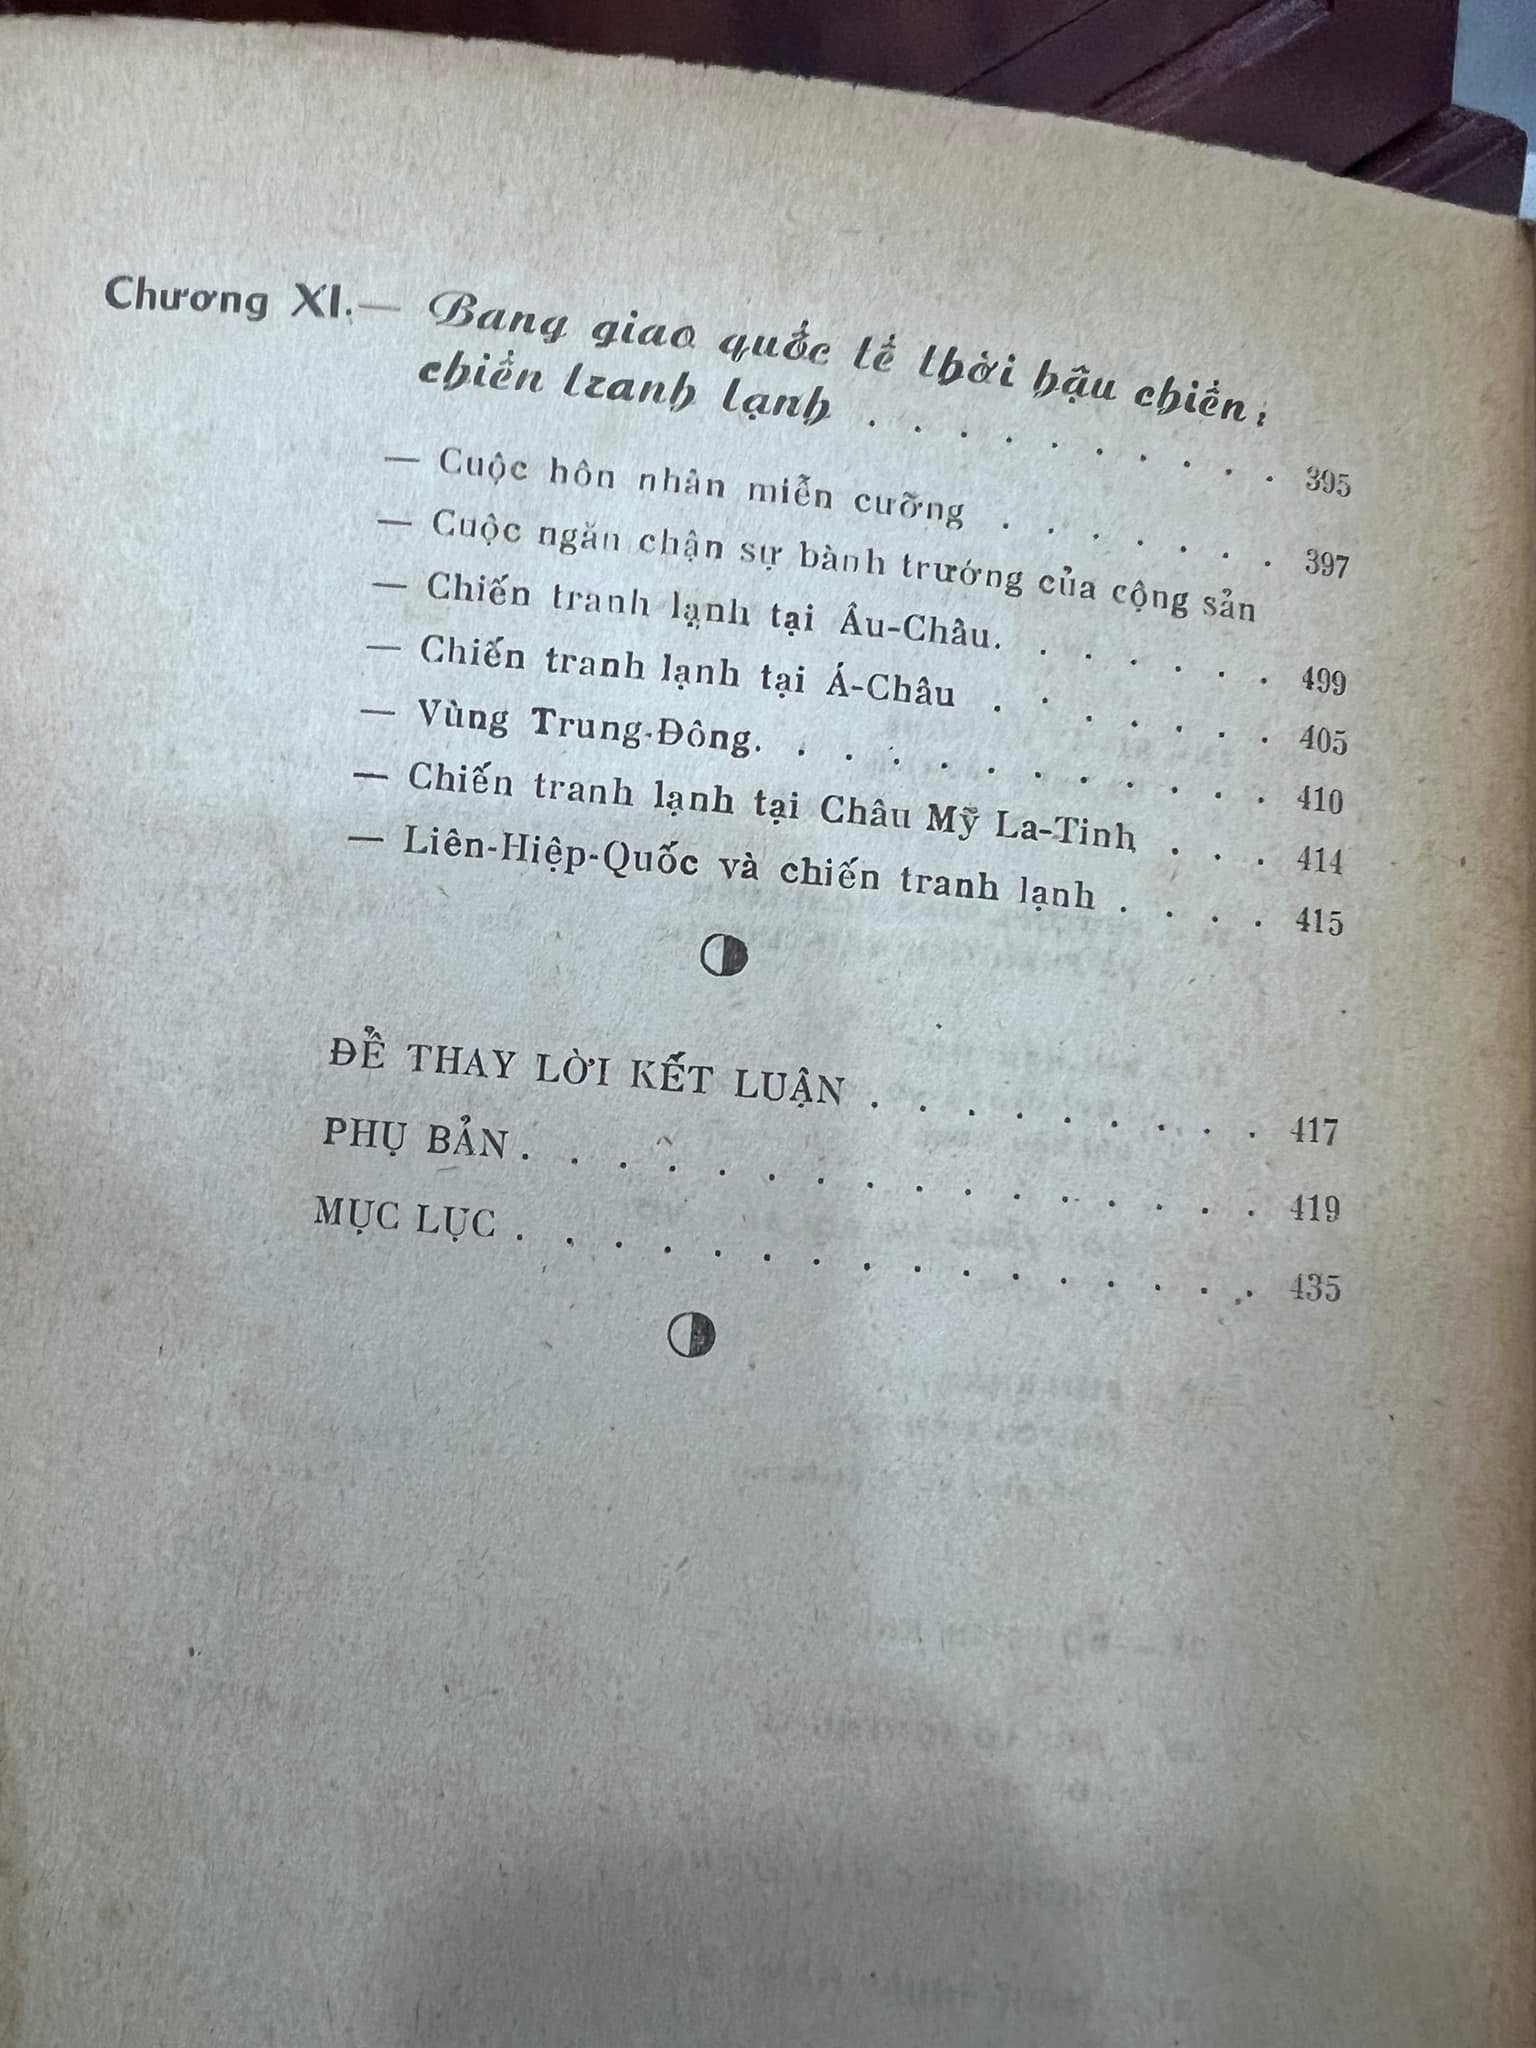 Chương XI.— Bang giao quốc tế thời hậu chiến :
chiến tranh lạnh . . . . . . . . . . 395
— Cuộc hôn nhân miễn cưỡng . . . . . . . 397
— Cuộc ngăn chận sự bành trướng của cộng sản
— Chiến tranh lạnh tại Âu-Châu. . . . . . . 499
— Chiến tranh lạnh tại Á-Châu . . . . . . . 405
— Vùng Trung-Đông. . . . . . . . . . . . 410
— Chiến tranh lạnh tại Châu Mỹ La-Tinh . . . 414
— Liên-Hiệp-Quốc và chiến tranh lạnh . . . . 415
ĐỂ THAY LỜI KẾT LUẬN . . . . . . . . . 417
PHỤ BẢN . . . . . . . . . . . . . . . . 419
MỤC LỤC . . . . . . . . . . . . . . . . 435